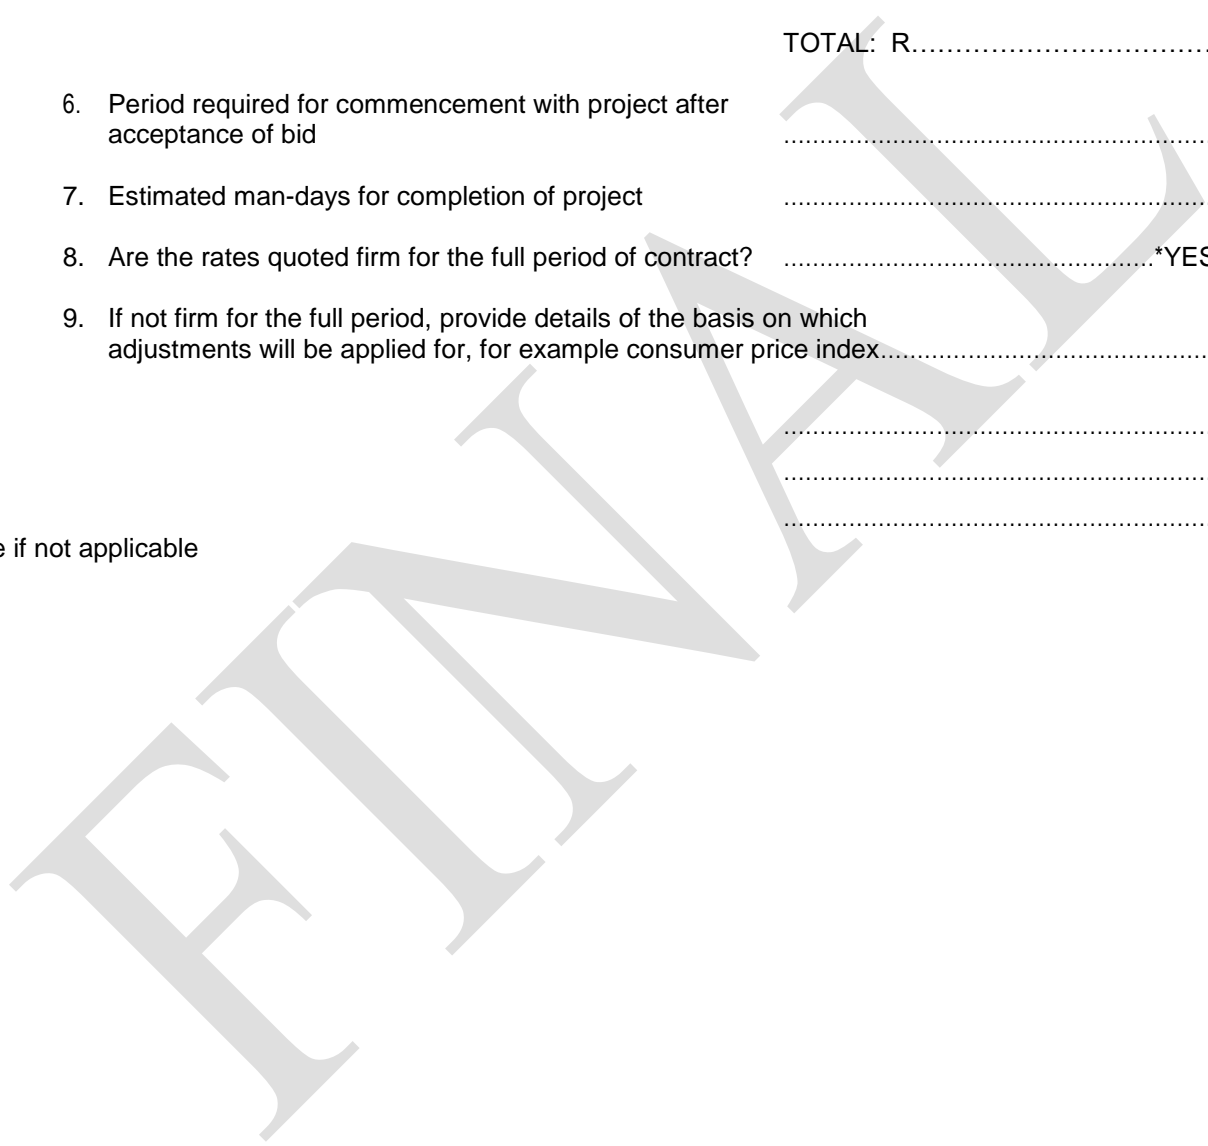 TOTAL: R…………………………….
6. Period required for commencement with project after
acceptance of bid ..................................................................
7. Estimated man-days for completion of project ..................................................................
8. Are the rates quoted firm for the full period of contract? ...................................................*YES
9. If not firm for the full period, provide details of the basis on which
adjustments will be applied for, for example consumer price index.............................................
..................................................................
..................................................................
..................................................................
if not applicable
FINAL